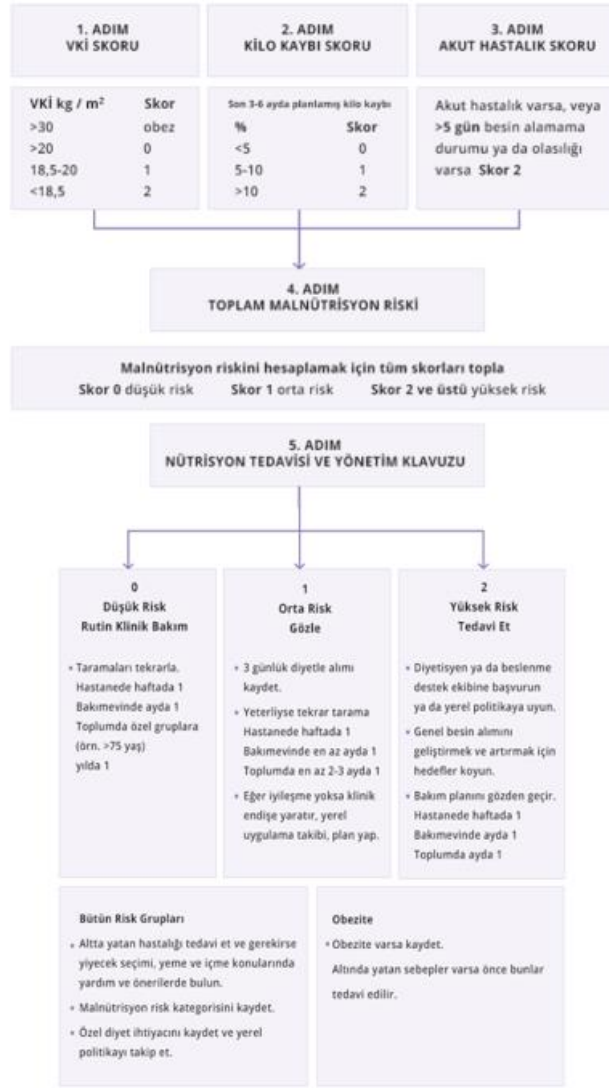 1. ADIM
VKİ SKORU
2. ADIM
KİLO KAYBI SKORU
3. ADIM
AKUT HASTALIK SKORU
VKİ kg / m² Skor
>30 obez
>20 0
18,5-20 1
<18,5 2
Son 3-6 ayda planlamış kilo kaybı
% Skor
<5 0
5-10 1
>10 2
Akut hastalık varsa, veya
>5 gün besin alamama
durumu ya da olasılığı
varsa Skor 2
4. ADIM
TOPLAM MALNÜTRİSYON RİSKİ
Malnütrisyon riskini hesaplamak için tüm skorları topla
Skor 0 düşük risk Skor 1 orta risk Skor 2 ve üstü yüksek risk
5. ADIM
NÜTRİSYON TEDAVİSİ VE YÖNETİM KLAVUZU
0
Düşük Risk
Rutin Klinik Bakım
• Taramaları tekrarla.
Hastanede haftada 1
Bakımevinde ayda 1
Toplumda özel gruplara
(örn. >75 yaş)
yılda 1
1
Orta Risk
Gözle
• 3 günlük diyetle alımı
kaydet.
• Yeterliyse tekrar tarama
Hastanede haftada 1
Bakımevinde en az ayda 1
Toplumda en az 2-3 ayda 1
• Eğer iyileşme yoksa klinik
endişe yaratır, yerel
uygulama takibi, plan yap.
2
Yüksek Risk
Tedavi Et
• Diyetisyen ya da beslenme
destek ekibine başvurun
ya da yerel politikaya uyun.
• Genel besin alımını
geliştirmek ve artırmak için
hedefler koyun.
• Bakım planını gözden geçir.
Hastanede haftada 1
Bakımevinde ayda 1
Toplumda ayda 1
Bütün Risk Grupları
• Altta yatan hastalığı tedavi et ve gerekirse
yiyecek seçimi, yeme ve içme konularında
yardım ve önerilerde bulun.
• Malnütrisyon risk kategorisini kaydet.
• Özel diyet ihtiyacını kaydet ve yerel
politikayı takip et.
Obezite
• Obezite varsa kaydet.
Altında yatan sebepler varsa önce bunlar
tedavi edilir.